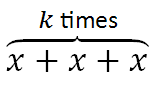 k times
x + x + x